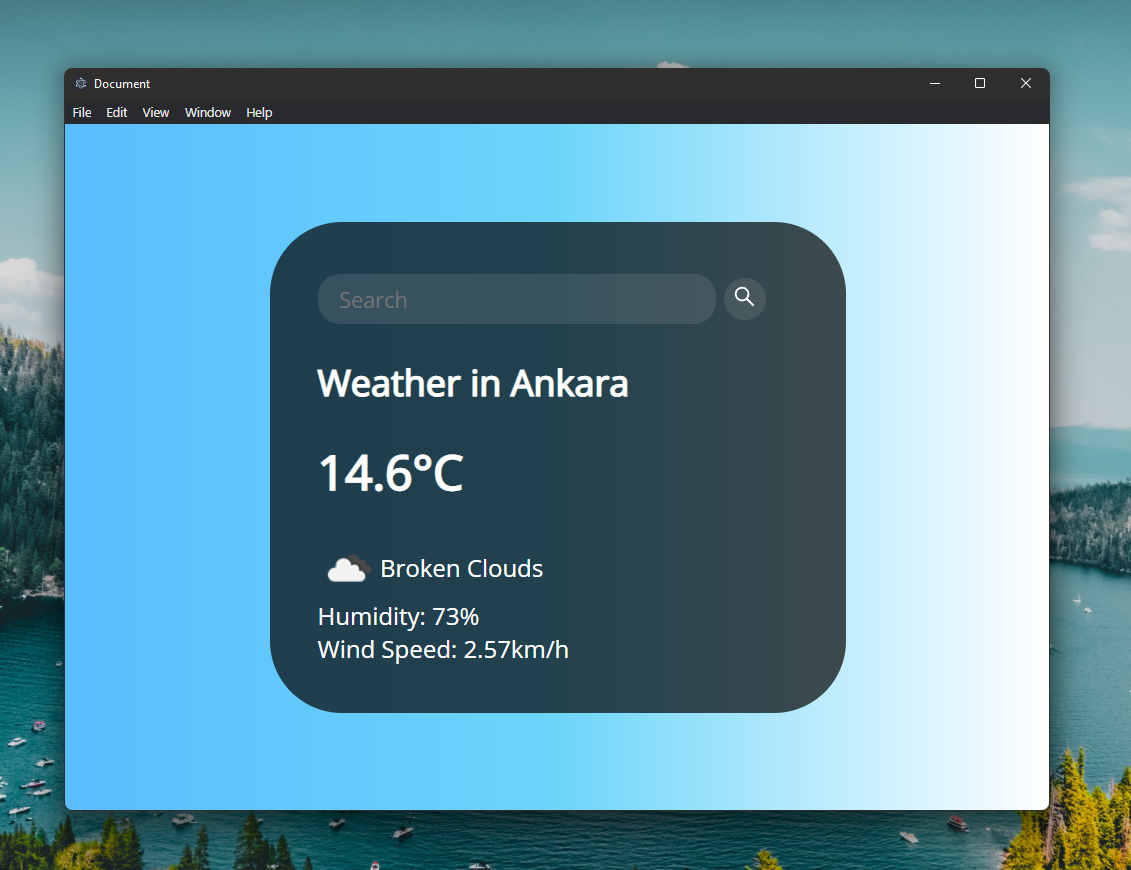 Document
File Edit View Window Help
Search
Weather in Ankara
14.6°C
Broken Clouds
Humidity: 73%
Wind Speed: 2.57km/h